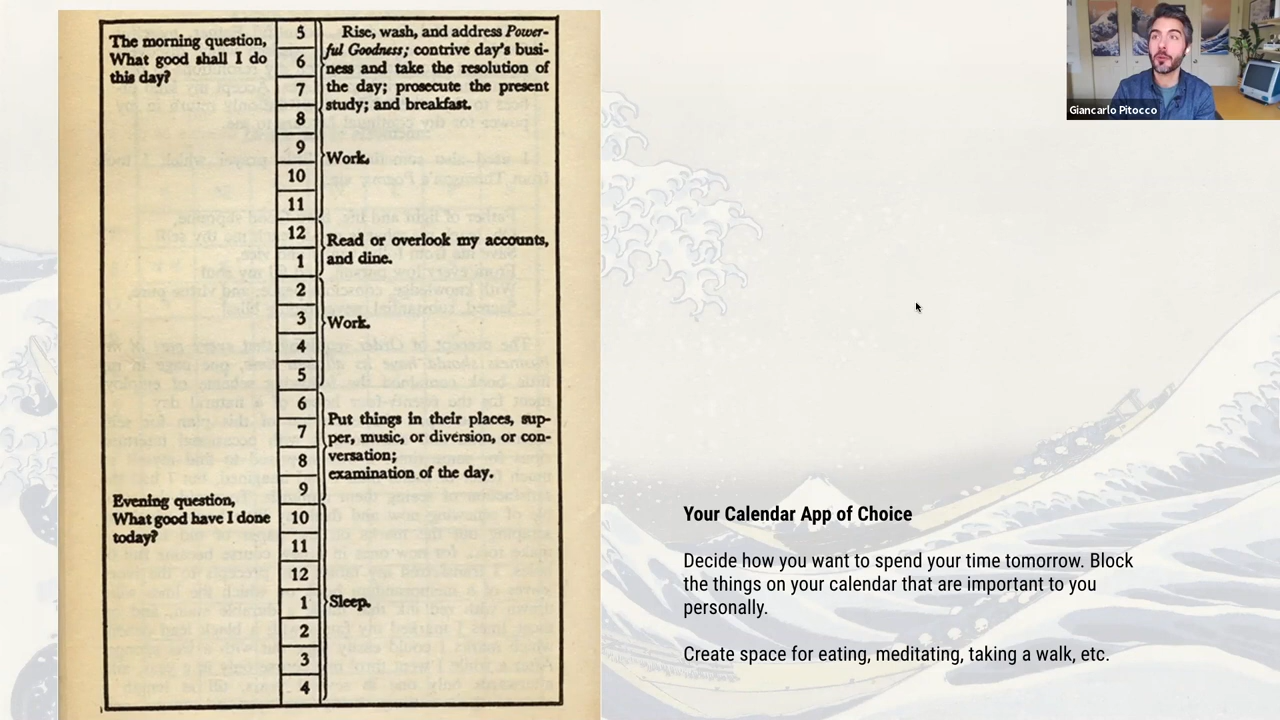 The morning question,
What good shall I do
this day?
5
6
7
8
9
10
11
12
1
2
3
4
5
6
7
8
9
10
11
12
1
2
3
4
Rise, wash, and address Power-
ful Goodness; contrive day's busi-
ness and take the resolution of
the day; prosecute the present
study; and breakfast.
Work.
Read or overlook my accounts,
and dine.
Work.
Put things in their places, sup-
per, music, or diversion, or con-
versation;
examination of the day.
Evening question,
What good have I done
today?
Sleep.
Giancarlo Pitocco
Your Calendar App of Choice
Decide how you want to spend your time tomorrow. Block
the things on your calendar that are important to you
personally.
Create space for eating, meditating, taking a walk, etc.